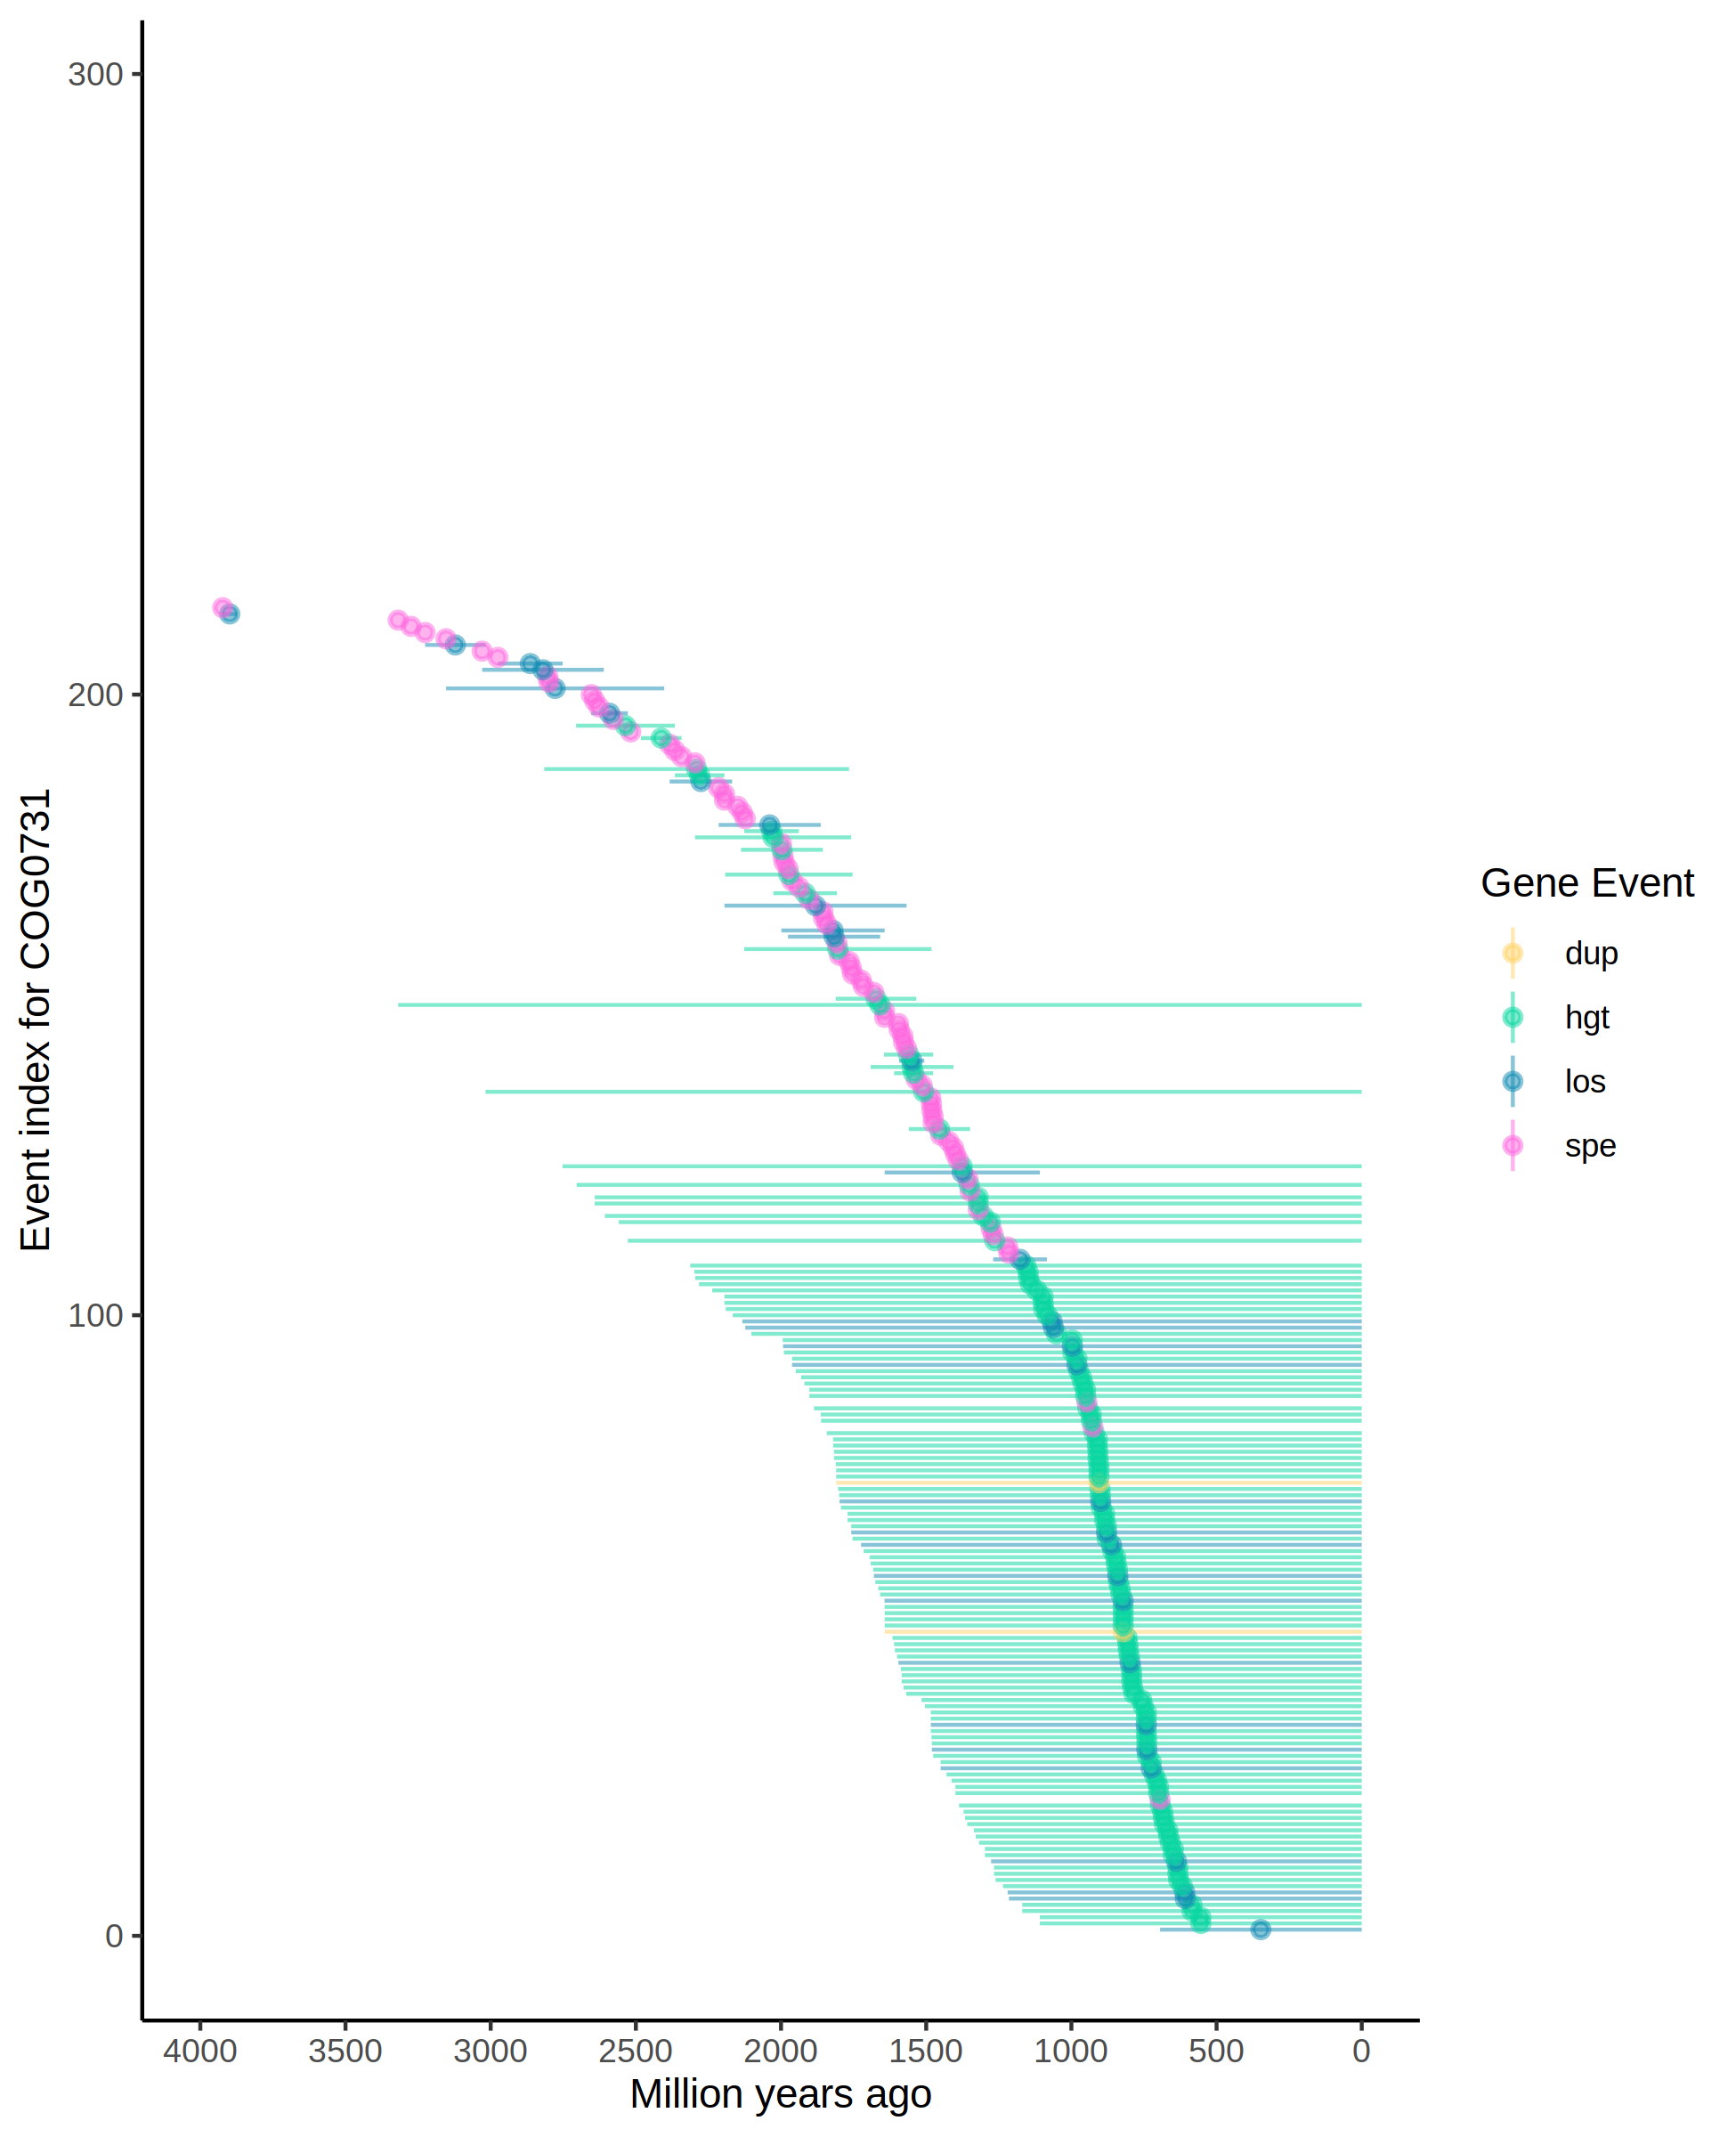 Event index for COG0731
300
200
100
0
4000 3500 3000 2500 2000 1500 1000 500 0
Million years ago
Gene Event
dup
hgt
los
spe